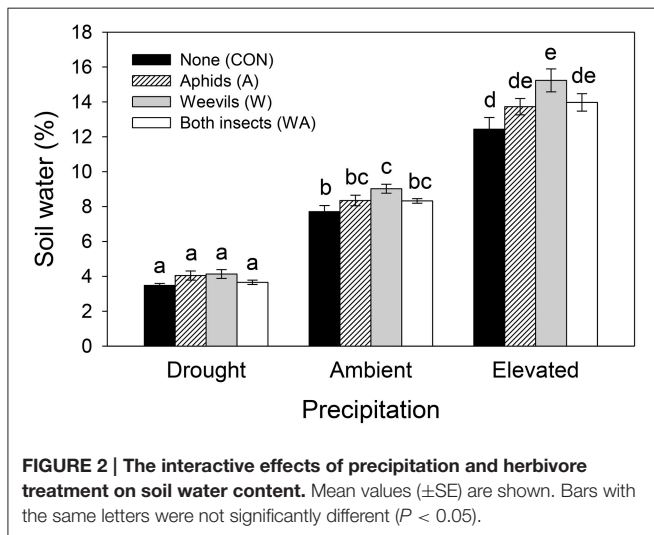 18
16
14
12
10
8
6
4
2
0
Soil water (%)
None (CON)
Aphids (A)
Weevils (W)
Both insects (WA)
a a a a
b bc c bc
d de e de
Drought Ambient Elevated
Precipitation
FIGURE 2 | The interactive effects of precipitation and herbivore
treatment on soil water content. Mean values (±SE) are shown. Bars with
the same letters were not significantly different (P < 0.05).